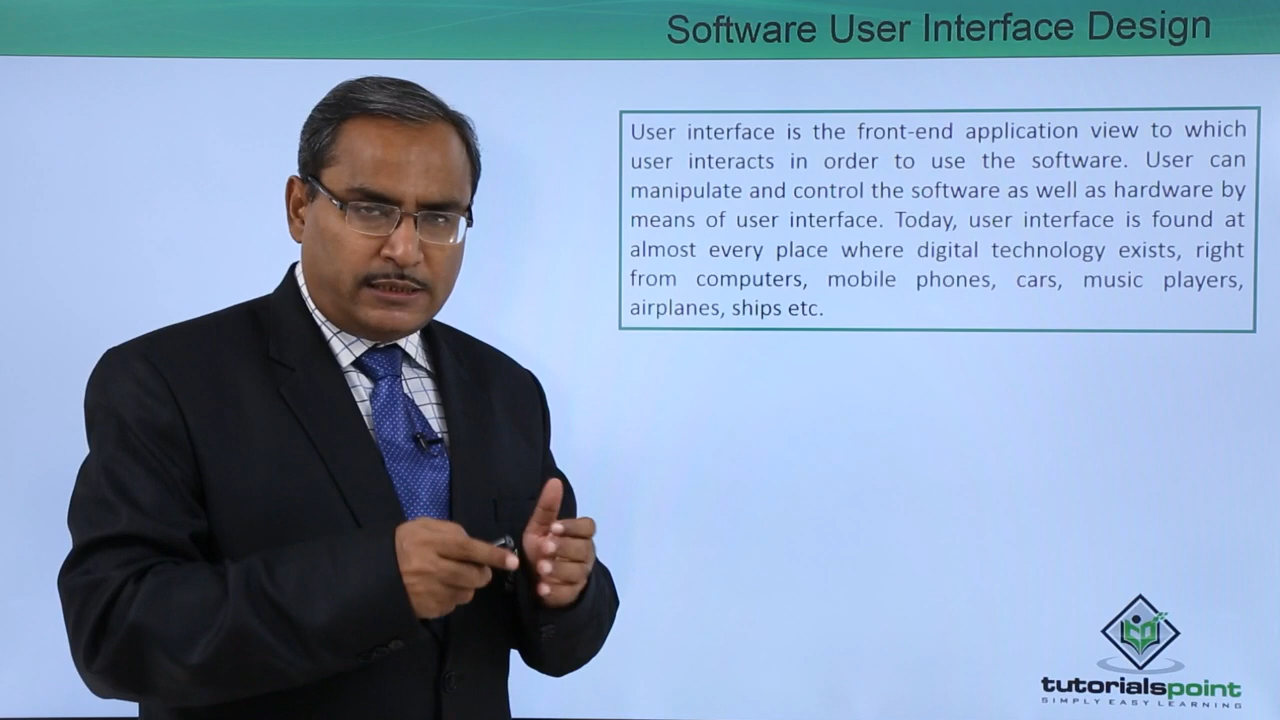 Software User Interface Design
User interface is the front-end application view to which
user interacts in order to use the software. User can
manipulate and control the software as well as hardware by
means of user interface. Today, user interface is found at
almost every place where digital technology exists, right
from computers, mobile phones, cars, music players,
airplanes, ships etc.
tutorialspoint
SIMPLY EASY LEARNING